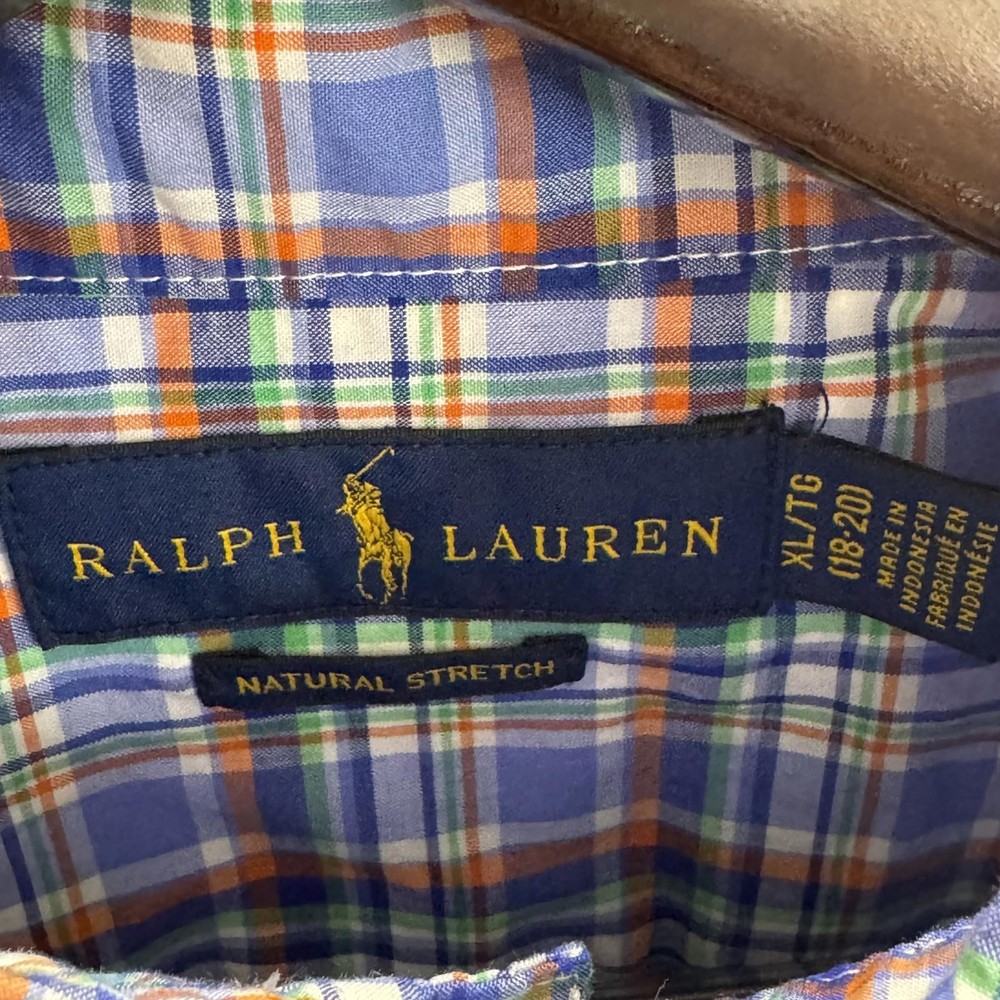 RALPH LAUREN
NATURAL STRETCH
XL/TG
(18-20)
MADE IN
INDONESIA
FABRIQUÉ EN
INDONÉSIE